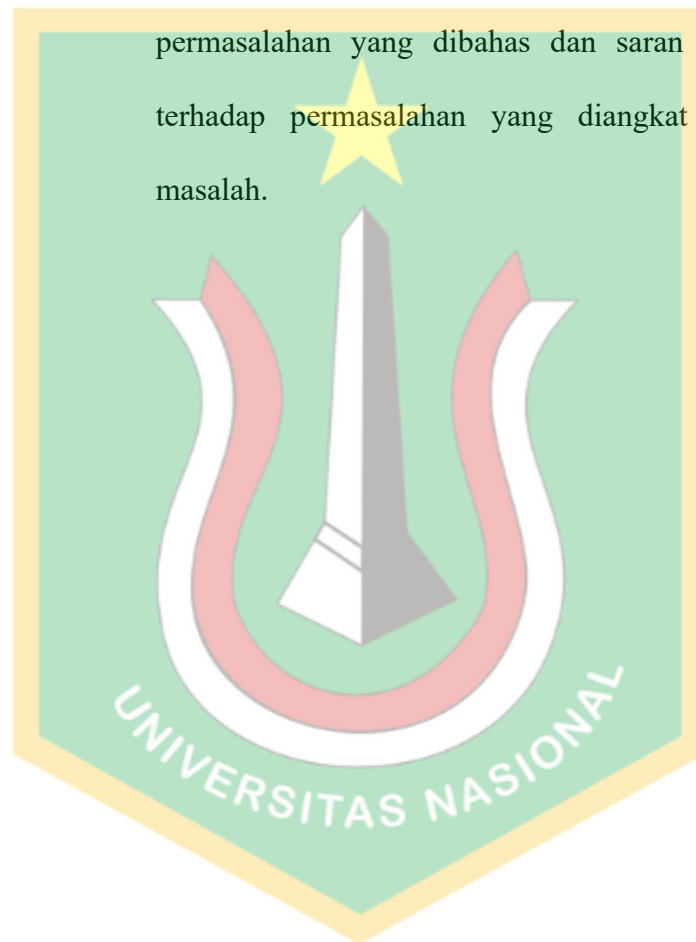 permasalahan yang dibahas dan saran
terhadap permasalahan yang diangkat
masalah.
UNIVERSITAS NASIONAL